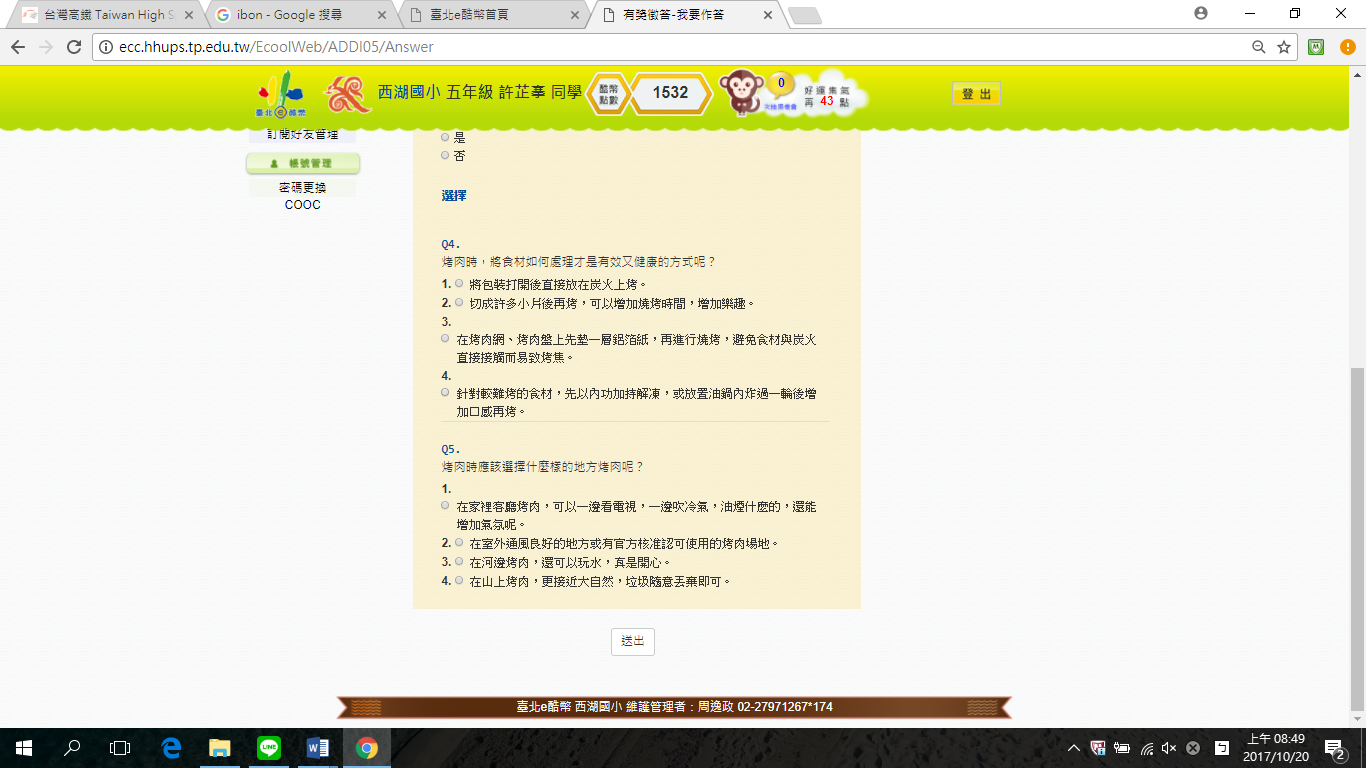 台灣高鐵 Taiwan High S
ibon - Google 搜尋
臺北e酷幣首頁
有獎徵答-我要作答
ecc.hhups.tp.edu.tw/EcoolWeb/ADDI05/Answer
臺北e酷幣
西湖國小 五年級 許芷搴 同學
酷幣
點數
1532
0
好運集氣
再 43 點
登 出
訂閱好友管理
帳號管理
密碼更換
COOC
是
否
選擇
Q4.
烤肉時，將食材如何處理才是有效又健康的方式呢？
1. 將包裝打開後直接放在炭火上烤。
2. 切成許多小片後再烤，可以增加燒烤時間，增加樂趣。
3.
在烤肉網、烤肉盤上先墊一層鋁箔紙，再進行燒烤，避免食材與炭火
直接接觸而易致烤焦。
4.
針對較難烤的食材，先以內功加持解凍，或放置油鍋內炸過一輪後增
加口感再烤。
Q5.
烤肉時應該選擇什麼樣的地方烤肉呢？
1.
在家裡客廳烤肉，可以一邊看電視，一邊吹冷氣，油煙什麼的，還能
增加氣氛呢。
2. 在室外通風良好的地方或有官方核准認可使用的烤肉場地。
3. 在河邊烤肉，還可以玩水，真是開心。
4. 在山上烤肉，更接近大自然，垃圾隨意丟棄即可。
送出
臺北e酷幣 西湖國小 維護管理者：周逸政 02-27971267*174
LINE
上午 08:49
2017/10/20
2